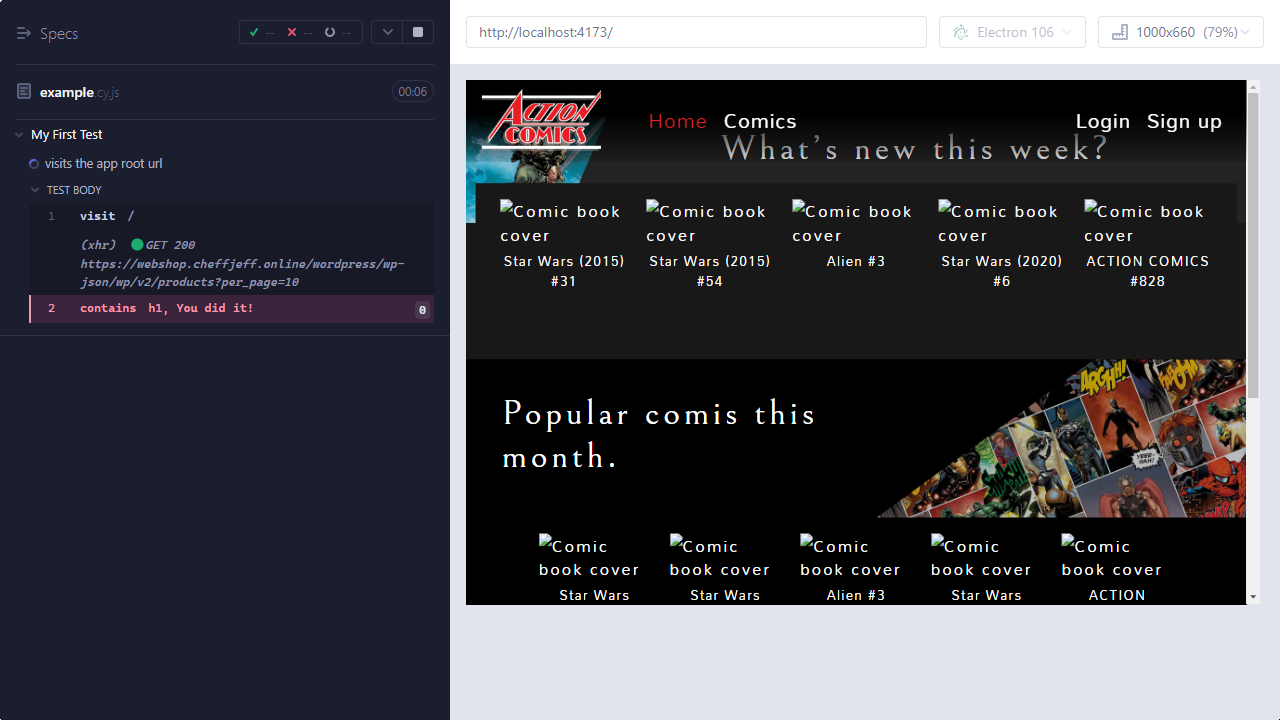 Specs
--
--
--
example.cy.js
00:06
My First Test
visits the app root url
TEST BODY
1 visit /
(xhr) GET 200
https://webshop.cheffjeff.online/wordpress/wp-
json/wp/v2/products?per_page=10
2 contains h1, You did it! 0
http://localhost:4173/
Electron 106
1000x660 (79%)
ACTION
COMICS
Home Comics Login Sign up
What's new this week?
Comic book cover
Star Wars (2015) #31
Comic book cover
Star Wars (2015) #54
Comic book cover
Alien #3
Comic book cover
Star Wars (2020) #6
Comic book cover
ACTION COMICS #828
Popular comis this
month.
ARGHH!
Comic book cover
Star Wars
Comic book cover
Star Wars
Comic book cover
Alien #3
Comic book cover
Star Wars
Comic book cover
ACTION